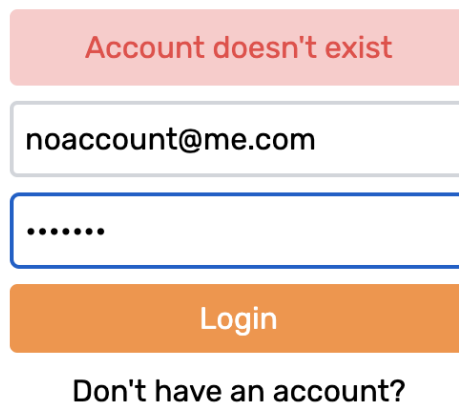 Account doesn't exist
noaccount@me.com
•••••••
Login
Don't have an account?